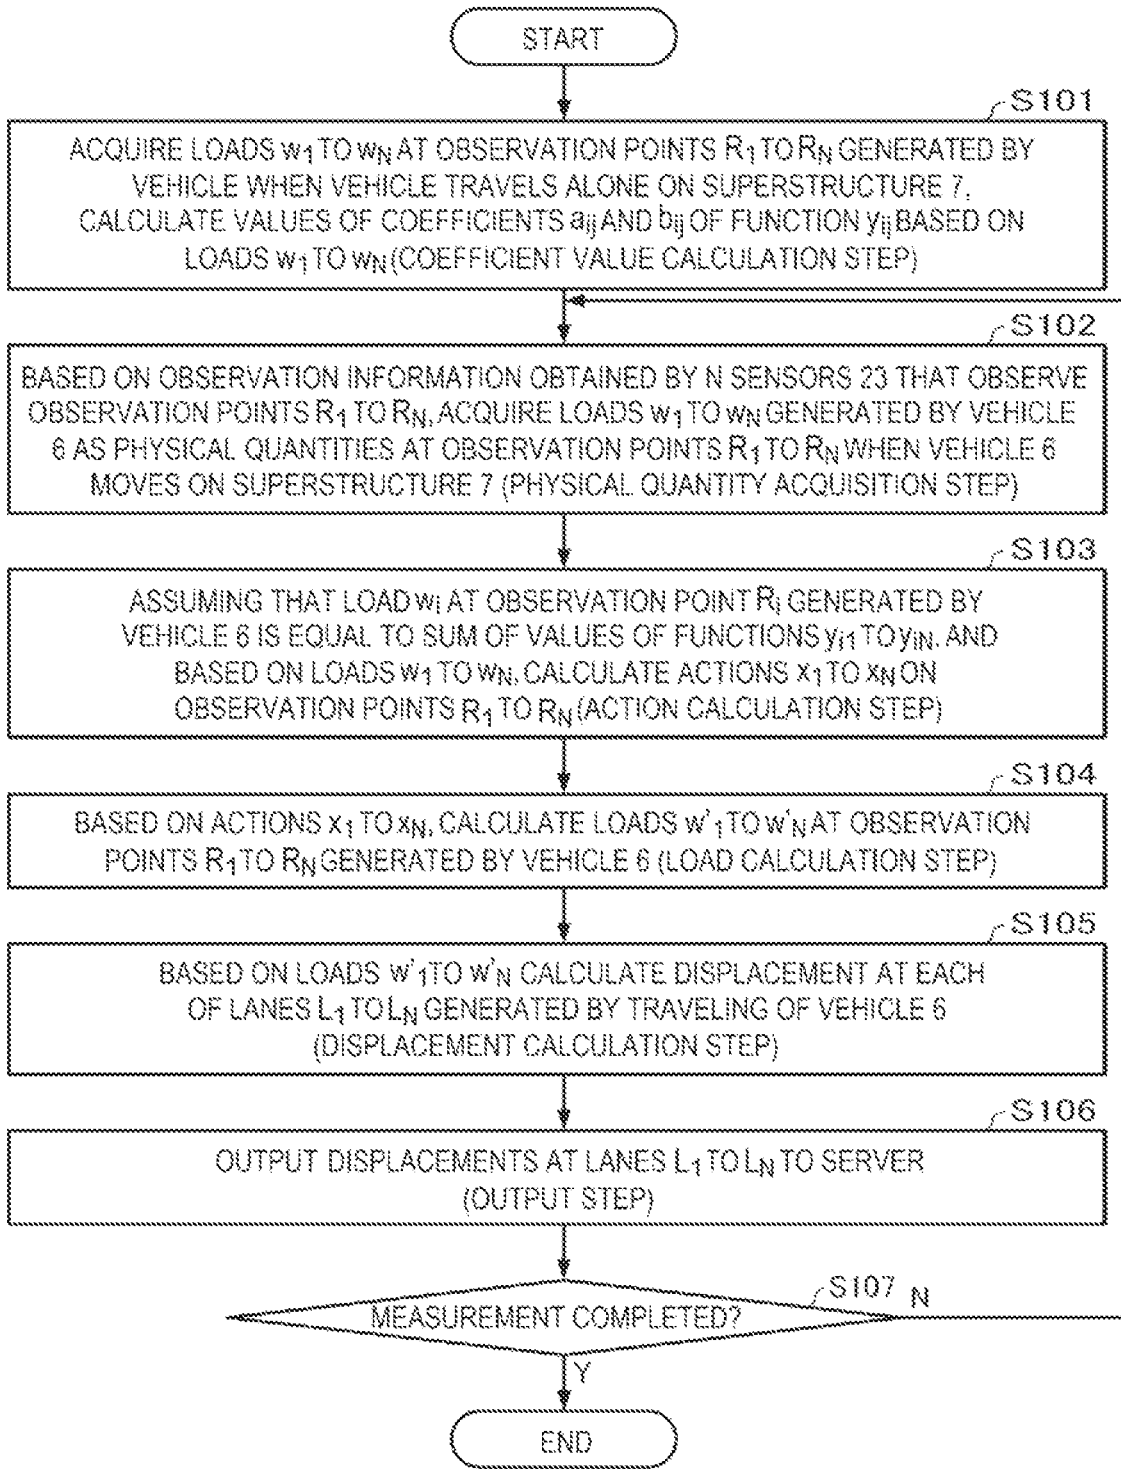 START
S101
ACQUIRE LOADS w1 TO wN AT OBSERVATION POINTS R1 TO RN GENERATED BY
VEHICLE WHEN VEHICLE TRAVELS ALONE ON SUPERSTRUCTURE 7,
CALCULATE VALUES OF COEFFICIENTS aij AND bij OF FUNCTION yij BASED ON
LOADS w1 TO wN (COEFFICIENT VALUE CALCULATION STEP)
S102
BASED ON OBSERVATION INFORMATION OBTAINED BY N SENSORS 23 THAT OBSERVE
OBSERVATION POINTS R1 TO RN, ACQUIRE LOADS w1 TO wN GENERATED BY VEHICLE
6 AS PHYSICAL QUANTITIES AT OBSERVATION POINTS R1 TO RN WHEN VEHICLE 6
MOVES ON SUPERSTRUCTURE 7 (PHYSICAL QUANTITY ACQUISITION STEP)
S103
ASSUMING THAT LOAD wi AT OBSERVATION POINT Ri GENERATED BY
VEHICLE 6 IS EQUAL TO SUM OF VALUES OF FUNCTIONS yi1 TO yiN, AND
BASED ON LOADS w1 TO wN, CALCULATE ACTIONS x1 TO xN ON
OBSERVATION POINTS R1 TO RN (ACTION CALCULATION STEP)
S104
BASED ON ACTIONS x1 TO xN, CALCULATE LOADS w'1 TO w'N AT OBSERVATION
POINTS R1 TO RN GENERATED BY VEHICLE 6 (LOAD CALCULATION STEP)
S105
BASED ON LOADS w'1 TO w'N CALCULATE DISPLACEMENT AT EACH
OF LANES L1 TO LN GENERATED BY TRAVELING OF VEHICLE 6
(DISPLACEMENT CALCULATION STEP)
S106
OUTPUT DISPLACEMENTS AT LANES L1 TO LN TO SERVER
(OUTPUT STEP)
S107
MEASUREMENT COMPLETED?
N
Y
END